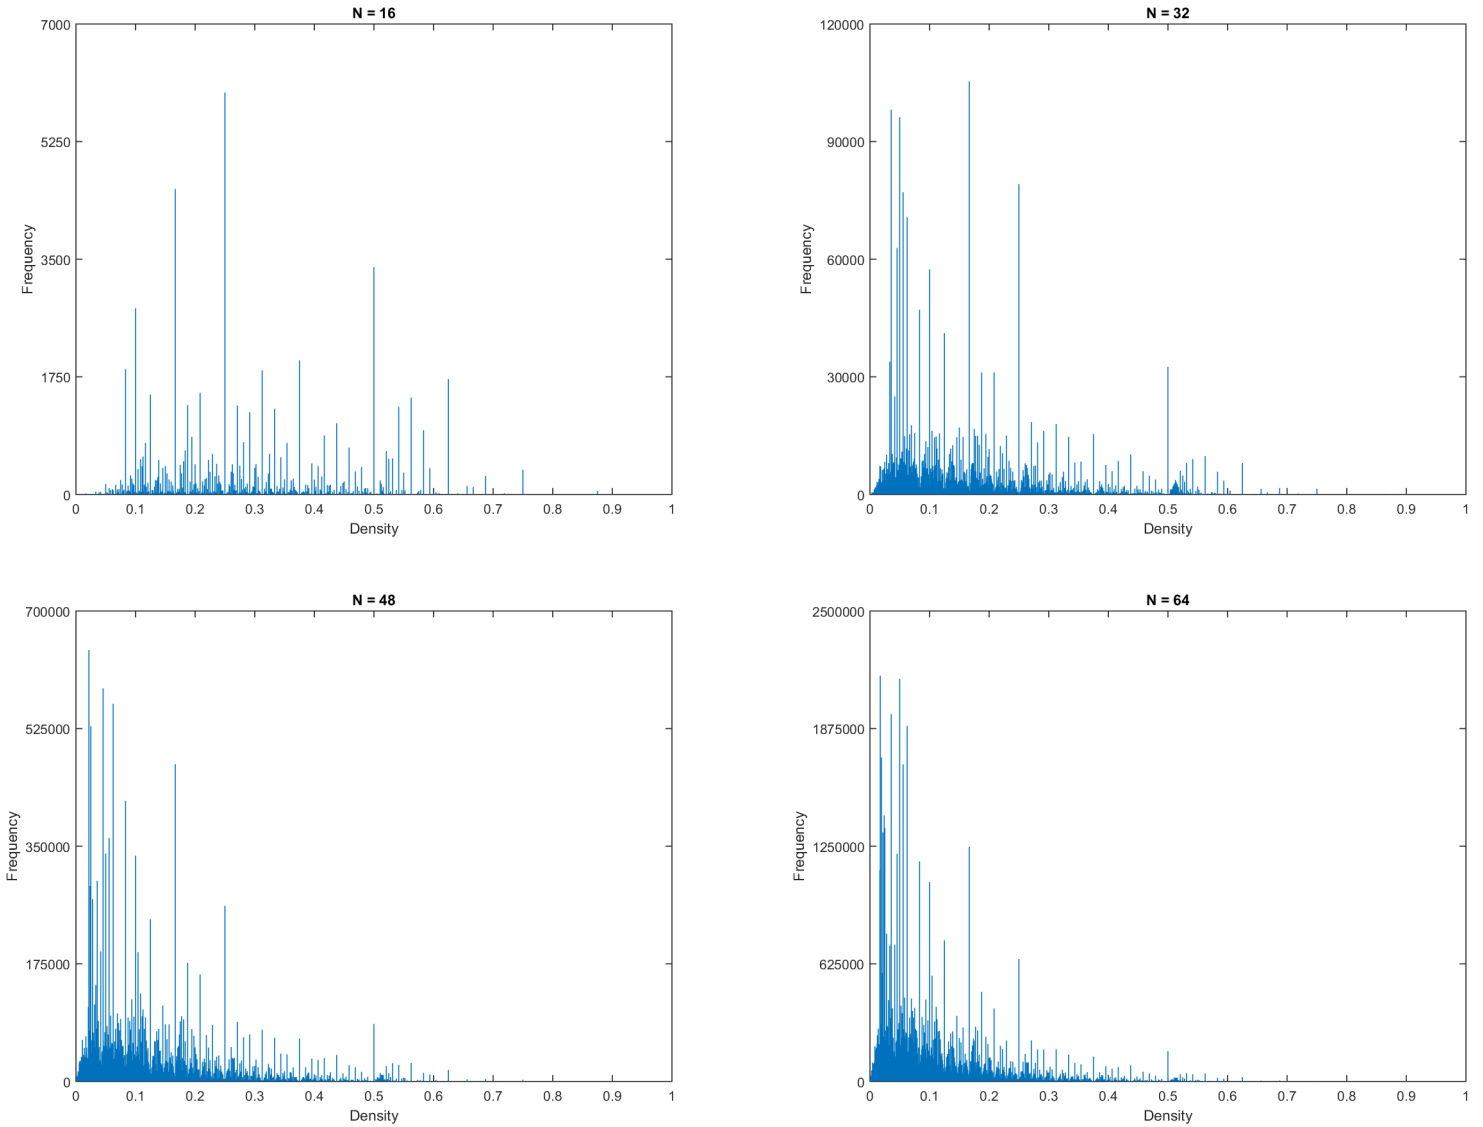 N = 16
7000
5250
3500
1750
0
Frequency
0 0.1 0.2 0.3 0.4 0.5 0.6 0.7 0.8 0.9 1
Density
N = 32
120000
90000
60000
30000
0
Frequency
0 0.1 0.2 0.3 0.4 0.5 0.6 0.7 0.8 0.9 1
Density
N = 48
700000
525000
350000
175000
0
Frequency
0 0.1 0.2 0.3 0.4 0.5 0.6 0.7 0.8 0.9 1
Density
N = 64
2500000
1875000
1250000
625000
0
Frequency
0 0.1 0.2 0.3 0.4 0.5 0.6 0.7 0.8 0.9 1
Density